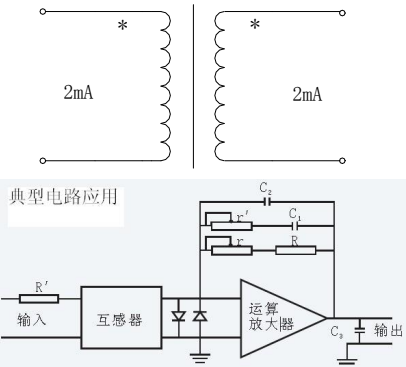 * *
2mA 2mA
典型电路应用
C₂
r' C₁
r R
R'
输入
互感器
运算
放大器
C₃ 输出